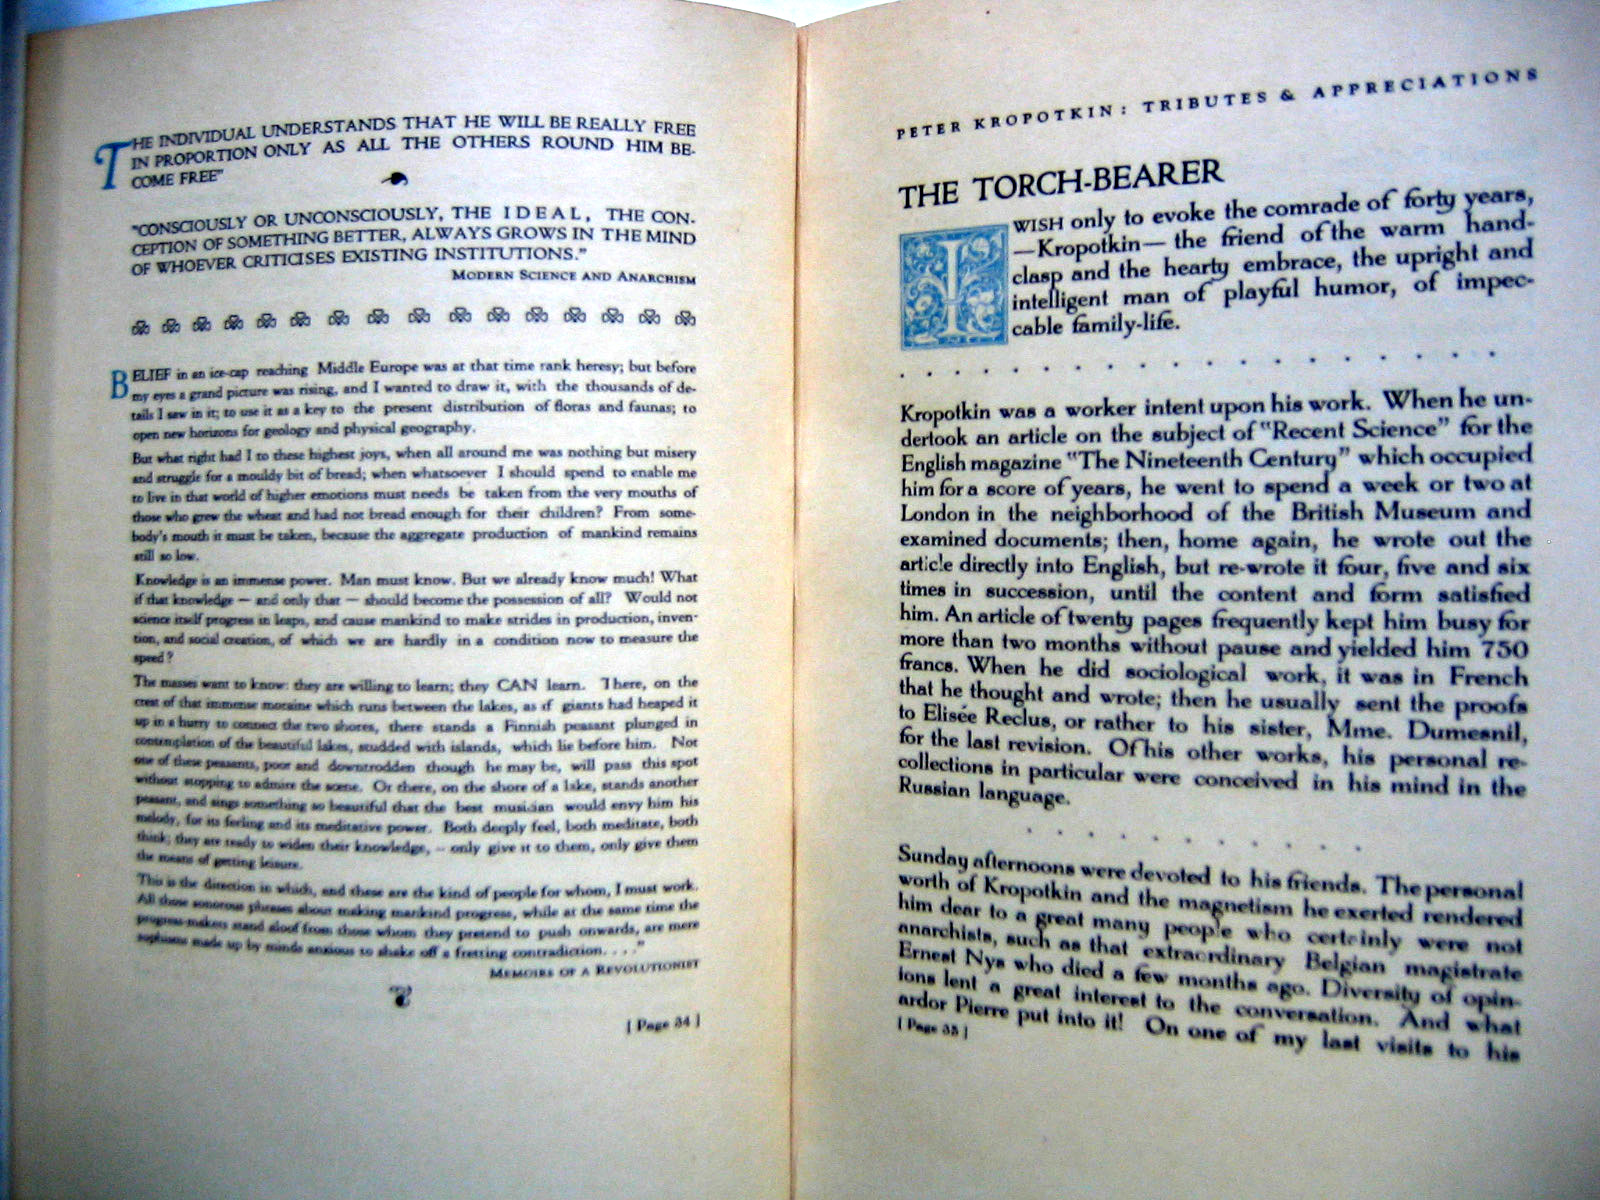 THE INDIVIDUAL UNDERSTANDS THAT HE WILL BE REALLY FREE
IN PROPORTION ONLY AS ALL THE OTHERS ROUND HIM BE-
COME FREE"
"CONSCIOUSLY OR UNCONSCIOUSLY, THE IDEAL, THE CON-
CEPTION OF SOMETHING BETTER, ALWAYS GROWS IN THE MIND
OF WHOEVER CRITICISES EXISTING INSTITUTIONS."
MODERN SCIENCE AND ANARCHISM
BELIEF in an ice-cap reaching Middle Europe was at that time rank heresy; but before
my eyes a grand picture was rising, and I wanted to draw it, with the thousands of de-
tails I saw in it; to use it as a key to the present distribution of floras and faunas; to
open new horizons for geology and physical geography.
But what right had I to these highest joys, when all around me was nothing but misery
and struggle for a mouldy bit of bread; when whatsoever I should spend to enable me
to live in that world of higher emotions must needs be taken from the very mouths of
those who grew the wheat and had not bread enough for their children? From some-
body's mouth it must be taken, because the aggregate production of mankind remains
still so low.
Knowledge is an immense power. Man must know. But we already know much! What
if that knowledge — and only that — should become the possession of all? Would not
science itself progress in leaps, and cause mankind to make strides in production, inven-
tion, and social creation, of which we are hardly in a condition now to measure the
speed?
The masses want to know: they are willing to learn; they CAN learn. There, on the
crest of that immense moraine which runs between the lakes, as if giants had heaped it
up in a hurry to connect the two shores, there stands a Finnish peasant plunged in
contemplation of the beautiful lakes, studded with islands, which lie before him. Not
one of these peasants, poor and downtrodden though he may be, will pass this spot
without stopping to admire the scene. Or there, on the shore of a lake, stands another
peasant, and sings something so beautiful that the best musician would envy him his
melody, for its feeling and its meditative power. Both deeply feel, both meditate, both
think; they are ready to widen their knowledge, - only give it to them, only give them
the means of getting leisure.
This is the direction in which, and these are the kind of people for whom, I must work.
All those sonorous phrases about making mankind progress, while at the same time the
progress-makers stand aloof from those whom they pretend to push onwards, are mere
sophisms made up by minds anxious to shake off a fretting contradiction. . . ."
MEMOIRS OF A REVOLUTIONIST
[ Page 34 ]
PETER KROPOTKIN: TRIBUTES & APPRECIATIONS
THE TORCH-BEARER
I WISH only to evoke the comrade of forty years,
—Kropotkin— the friend of the warm hand-
clasp and the hearty embrace, the upright and
intelligent man of playful humor, of impec-
cable family-life.
. . . . . . . . . . . . . . . . . .
Kropotkin was a worker intent upon his work. When he un-
dertook an article on the subject of "Recent Science" for the
English magazine "The Nineteenth Century" which occupied
him for a score of years, he went to spend a week or two at
London in the neighborhood of the British Museum and
examined documents; then, home again, he wrote out the
article directly into English, but re-wrote it four, five and six
times in succession, until the content and form satisfied
him. An article of twenty pages frequently kept him busy for
more than two months without pause and yielded him 750
francs. When he did sociological work, it was in French
that he thought and wrote; then he usually sent the proofs
to Elisée Reclus, or rather to his sister, Mme. Dumesnil,
for the last revision. Of his other works, his personal re-
collections in particular were conceived in his mind in the
Russian language.
. . . . . . . . .
Sunday afternoons were devoted to his friends. The personal
worth of Kropotkin and the magnetism he exerted rendered
him dear to a great many people who certainly were not
anarchists, such as that extraordinary Belgian magistrate
Ernest Nys who died a few months ago. Diversity of opin-
ions lent a great interest to the conversation. And what
ardor Pierre put into it! On one of my last visits to his
[ Page 35 ]